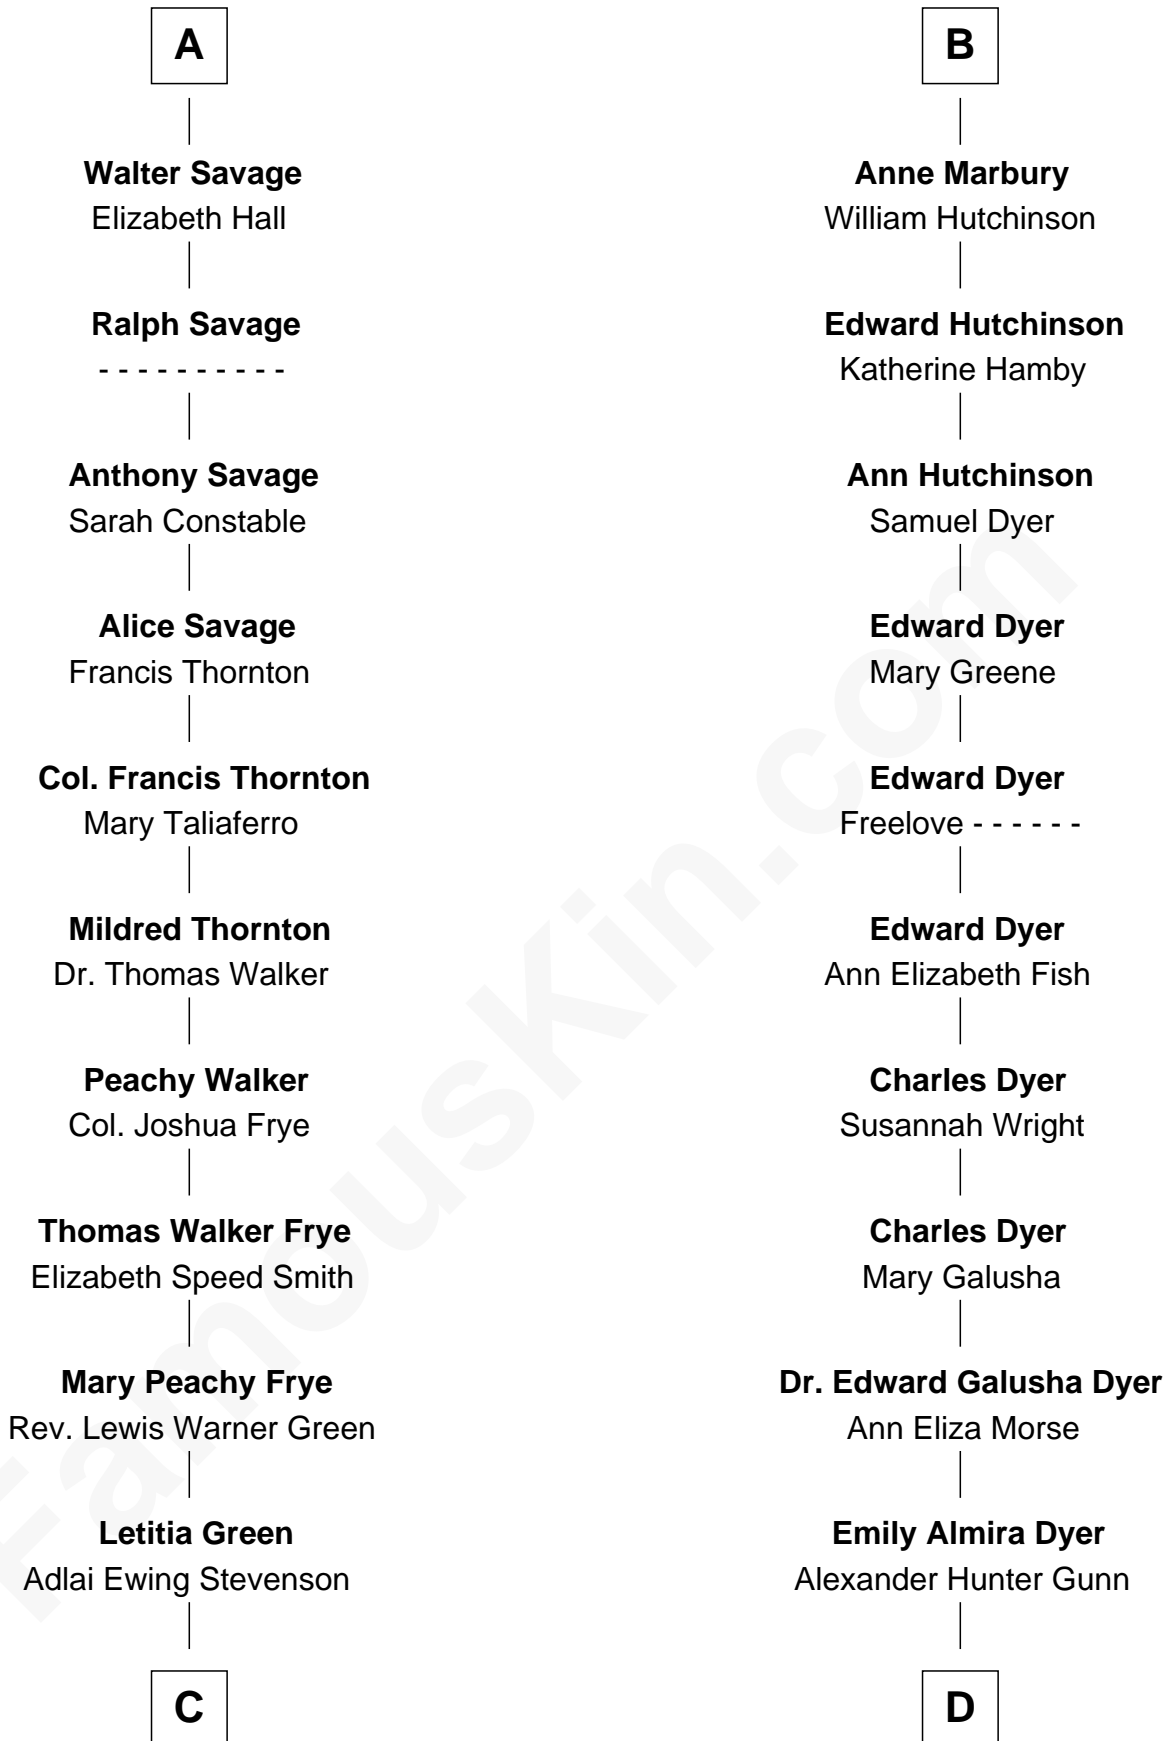 A
Walter Savage
Elizabeth Hall
Ralph Savage
- - - - - - - - - -
Anthony Savage
Sarah Constable
Alice Savage
Francis Thornton
Col. Francis Thornton
Mary Taliaferro
Mildred Thornton
Dr. Thomas Walker
Peachy Walker
Col. Joshua Frye
Thomas Walker Frye
Elizabeth Speed Smith
Mary Peachy Frye
Rev. Lewis Warner Green
Letitia Green
Adlai Ewing Stevenson
C
B
Anne Marbury
William Hutchinson
Edward Hutchinson
Katherine Hamby
Ann Hutchinson
Samuel Dyer
Edward Dyer
Mary Greene
Edward Dyer
Freelove - - - - - -
Edward Dyer
Ann Elizabeth Fish
Charles Dyer
Susannah Wright
Charles Dyer
Mary Galusha
Dr. Edward Galusha Dyer
Ann Eliza Morse
Emily Almira Dyer
Alexander Hunter Gunn
D
FamousKin.com